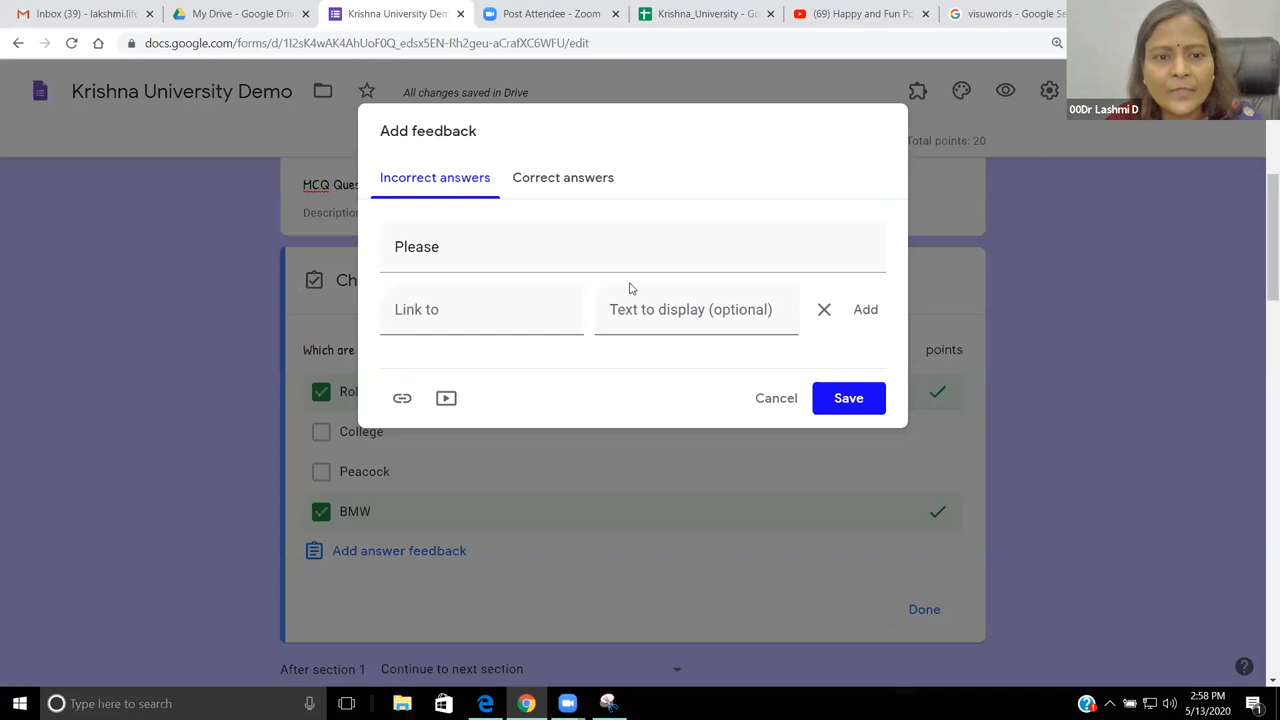 Inbox (39) - lakshmi.life
My Drive - Google Drive
Krishna University Demo
Post Attendee - Zoom
Krishna_University - Go
(69) Happy and Fun Po
visuwords - Google Se
docs.google.com/forms/d/1I2sK4wAK4AhUoF0Q_edsx5EN-Rh2geu-aCrafXC6WFU/edit
00Dr Lashmi D
Krishna University Demo
All changes saved in Drive
Total points: 20
Add feedback
Incorrect answers
Correct answers
MCQ Ques
Description
Please
Ch
Link to
Text to display (optional)
Add
Which are
points
Rol
Cancel
Save
College
Peacock
BMW
Add answer feedback
Done
After section 1
Continue to next section
Type here to search
2:58 PM
5/13/2020
1